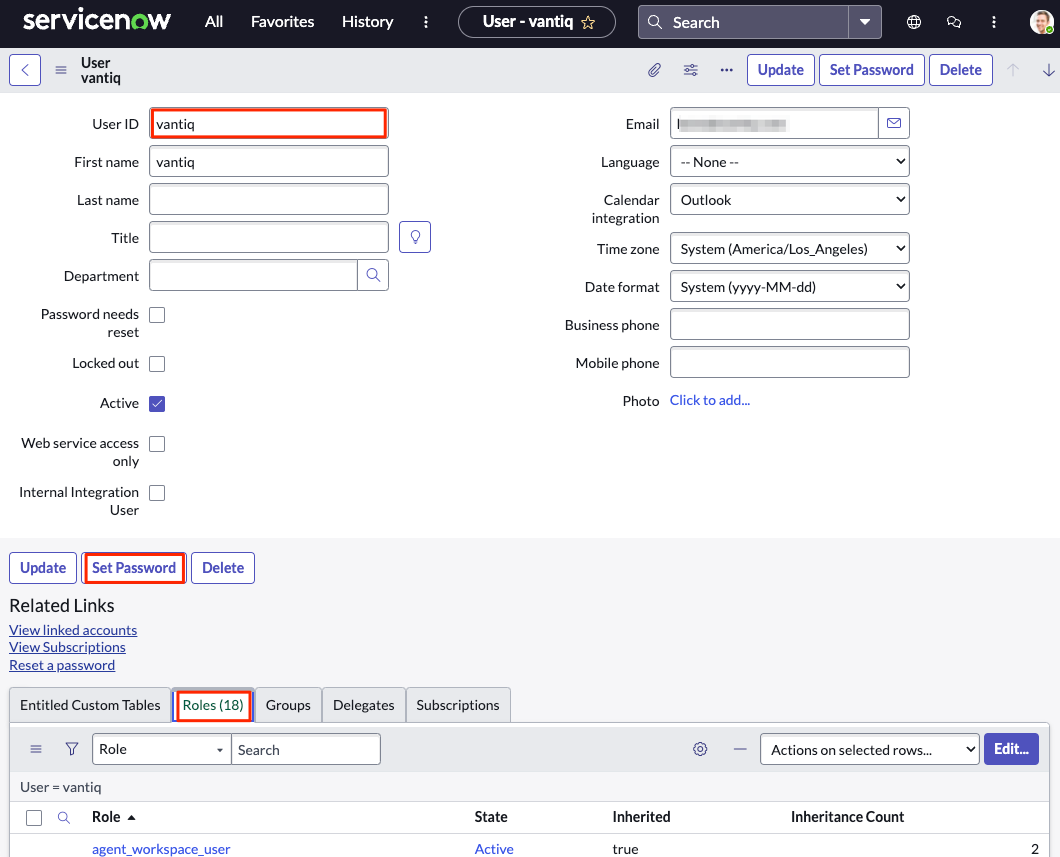 servicenow All Favorites History User - vantiq Search
User
vantiq
Update Set Password Delete
User ID vantiq
First name vantiq
Last name
Title
Department
Password needs
reset
Locked out
Active
Web service access
only
Internal Integration
User
Email
Language -- None --
Calendar
integration Outlook
Time zone System (America/Los_Angeles)
Date format System (yyyy-MM-dd)
Business phone
Mobile phone
Photo Click to add...
Update Set Password Delete
Related Links
View linked accounts
View Subscriptions
Reset a password
Entitled Custom Tables Roles (18) Groups Delegates Subscriptions
Role Search Actions on selected rows... Edit...
User = vantiq
Role State Inherited Inheritance Count
agent_workspace_user Active true 2